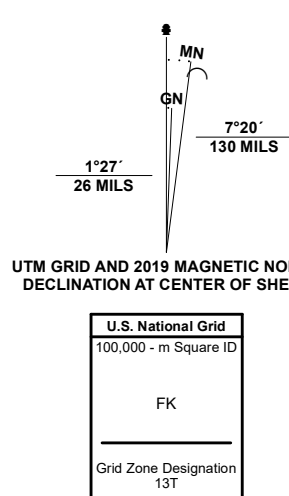 MN
GN
7°20´
130 MILS
1°27´
26 MILS
UTM GRID AND 2019 MAGNETIC NO
DECLINATION AT CENTER OF SHE
U.S. National Grid
100,000 - m Square ID
FK
Grid Zone Designation
13T